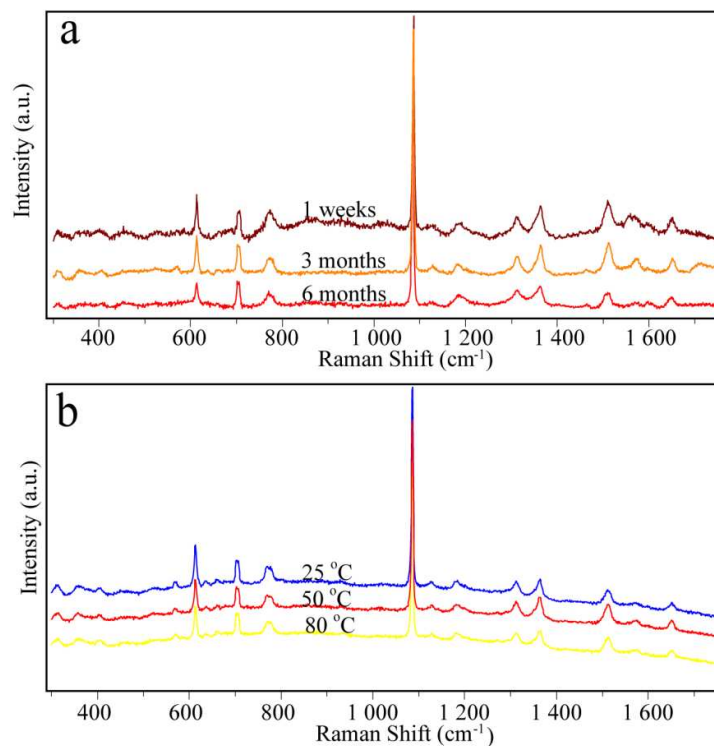 a
Intensity (a.u.)
1 weeks
3 months
6 months
400 600 800 1 000 1 200 1 400 1 600
Raman Shift (cm-1)
b
Intensity (a.u.)
25 °C
50 °C
80 °C
400 600 800 1 000 1 200 1 400 1 600
Raman Shift (cm-1)